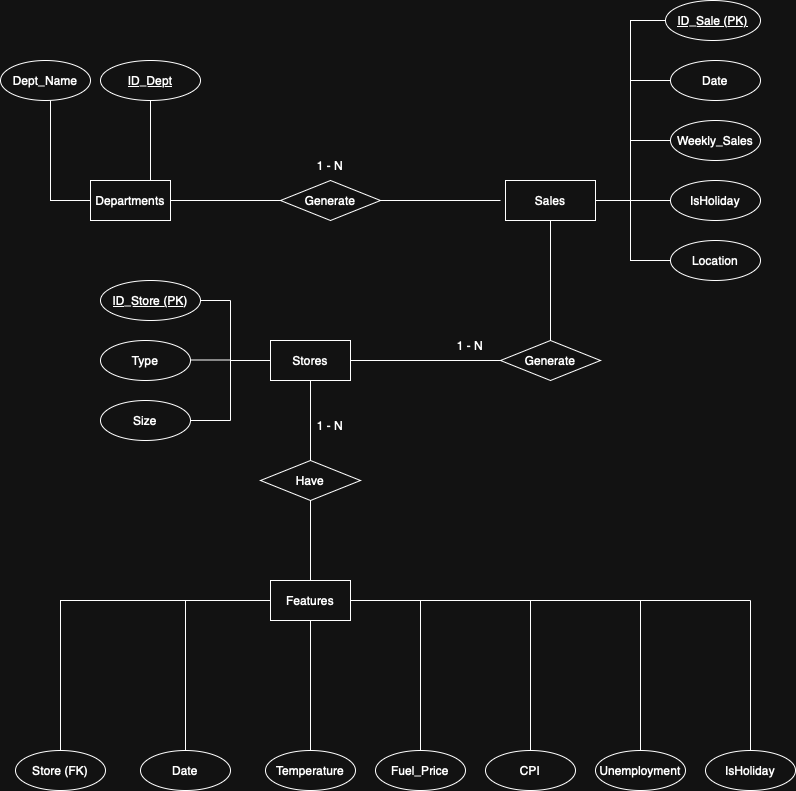 ID_Sale (PK)
Dept_Name
ID_Dept
Date
Weekly_Sales
1 - N
Departments
Generate
Sales
IsHoliday
Location
ID_Store (PK)
1 - N
Type
Stores
Generate
Size
1 - N
Have
Features
Store (FK)
Date
Temperature
Fuel_Price
CPI
Unemployment
IsHoliday